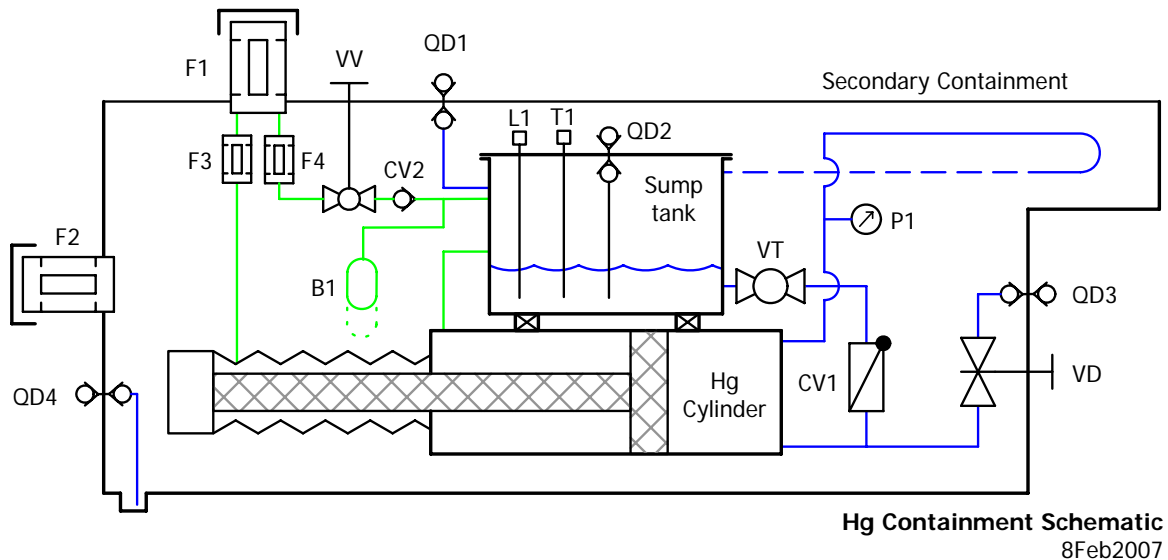 QD1
F1
VV
Secondary Containment
L1
T1
QD2
F3
F4
CV2
Sump
tank
P1
F2
VT
B1
QD3
Hg
Cylinder
CV1
VD
QD4
Hg Containment Schematic
8Feb2007